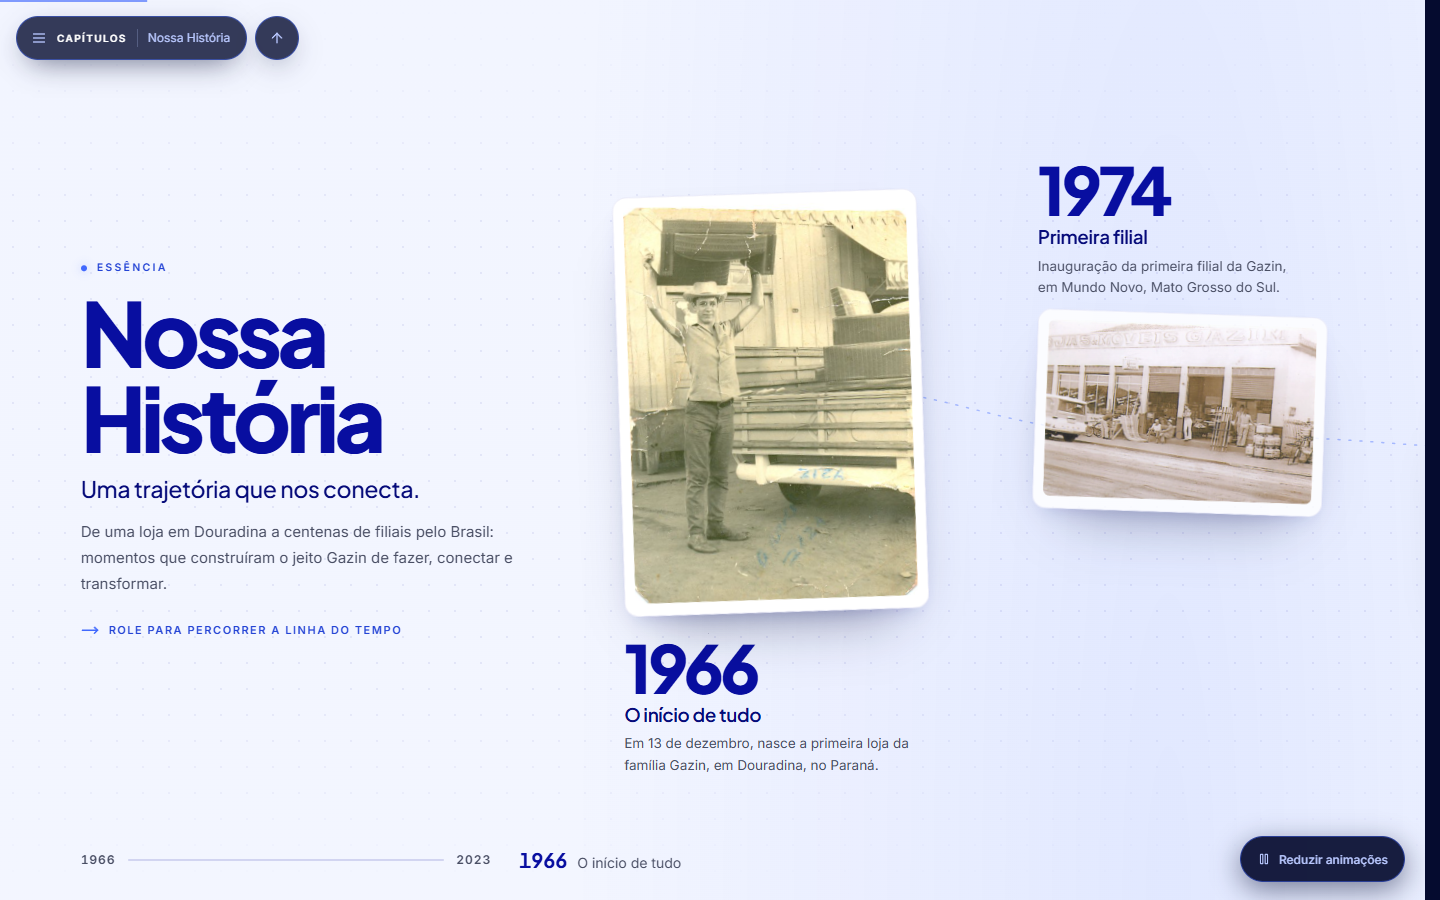 CAPÍTULOS
Nossa História
ESSÊNCIA
Nossa
História
Uma trajetória que nos conecta.
De uma loja em Douradina a centenas de filiais pelo Brasil:
momentos que construíram o jeito Gazin de fazer, conectar e
transformar.
ROLE PARA PERCORRER A LINHA DO TEMPO
1966
O início de tudo
Em 13 de dezembro, nasce a primeira loja da
família Gazin, em Douradina, no Paraná.
1974
Primeira filial
Inauguração da primeira filial da Gazin,
em Mundo Novo, Mato Grosso do Sul.
GAZIN
1966
2023
1966 O início de tudo
Reduzir animações